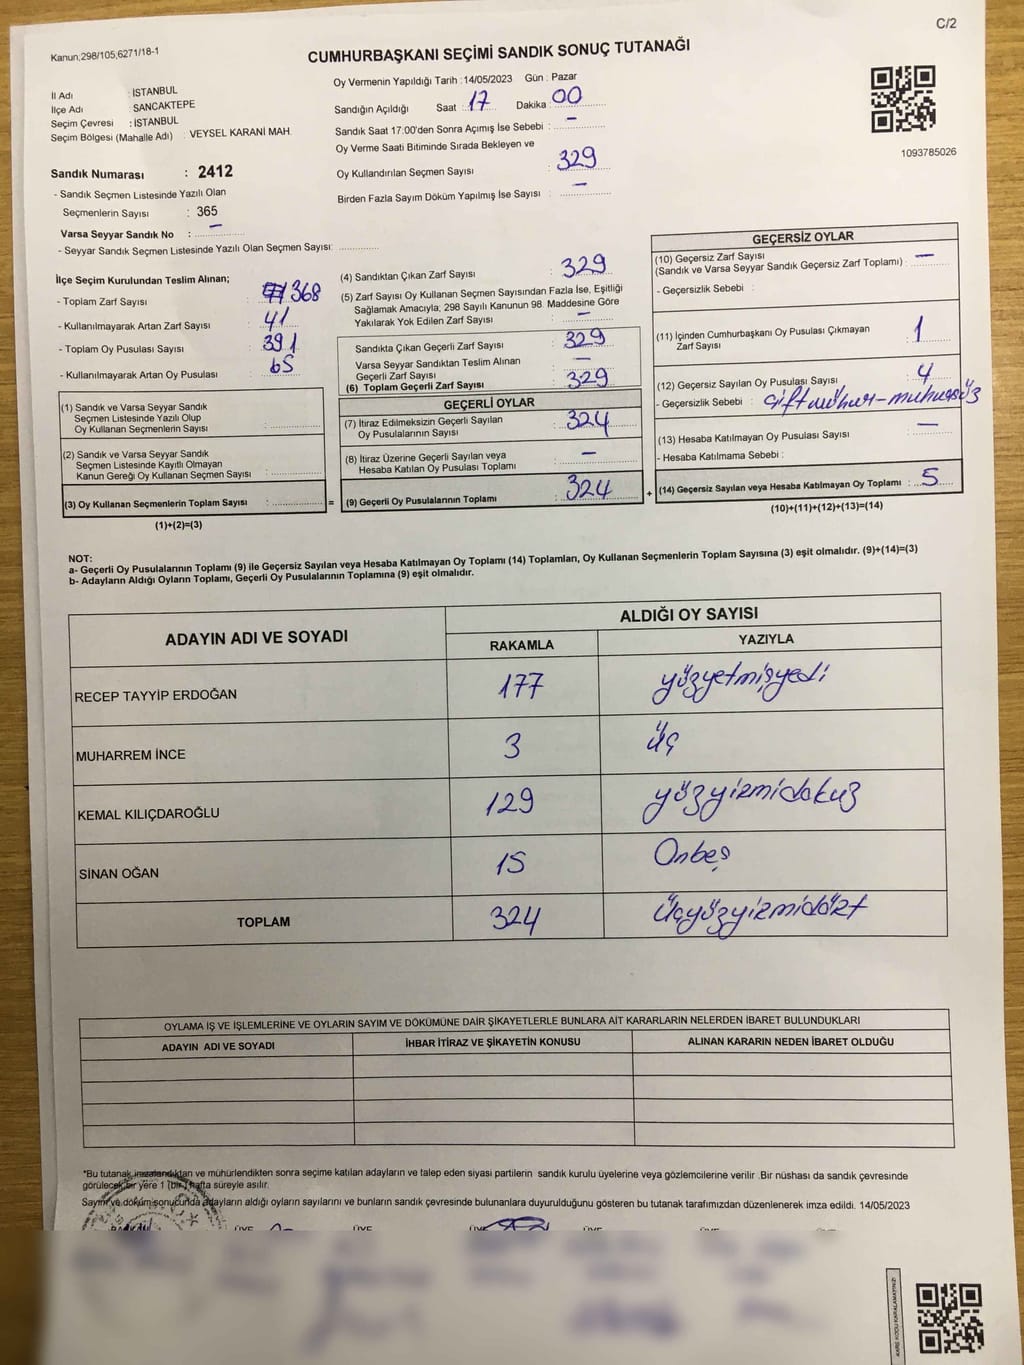 C/2
Kanun;298/105;6271/18-1
CUMHURBAŞKANI SEÇİMİ SANDIK SONUÇ TUTANAĞI
İl Adı : İSTANBUL
İlçe Adı : SANCAKTEPE
Seçim Çevresi : İSTANBUL
Seçim Bölgesi (Mahalle Adı) : VEYSEL KARANİ MAH.
Oy Vermenin Yapıldığı Tarih : 14/05/2023 Gün : Pazar
Sandığın Açıldığı Saat : 17 Dakika : 00
Sandık Saat 17:00'den Sonra Açımış İse Sebebi : —
Oy Verme Saati Bitiminde Sırada Bekleyen ve
Oy Kullandırılan Seçmen Sayısı : 329
Birden Fazla Sayım Döküm Yapılmış İse Sayısı : —
1093785026
Sandık Numarası : 2412
- Sandık Seçmen Listesinde Yazılı Olan
Seçmenlerin Sayısı : 365
Varsa Seyyar Sandık No : —
- Seyyar Sandık Seçmen Listesinde Yazılı Olan Seçmen Sayısı:
İlçe Seçim Kurulundan Teslim Alınan;
- Toplam Zarf Sayısı : 368
- Kullanılmayarak Artan Zarf Sayısı : 41
- Toplam Oy Pusulası Sayısı : 391
- Kullanılmayarak Artan Oy Pusulası : 65
(1) Sandık ve Varsa Seyyar Sandık
Seçmen Listesinde Yazılı Olup
Oy Kullanan Seçmenlerin Sayısı :
(2) Sandık ve Varsa Seyyar Sandık
Seçmen Listesinde Kayıtlı Olmayan
Kanun Gereği Oy Kullanan Seçmen Sayısı :
(3) Oy Kullanan Seçmenlerin Toplam Sayısı : =
(1)+(2)=(3)
(4) Sandıktan Çıkan Zarf Sayısı : 329
(5) Zarf Sayısı Oy Kullanan Seçmen Sayısından Fazla İse, Eşitliği
Sağlamak Amacıyla, 298 Sayılı Kanunun 98. Maddesine Göre
Yakılarak Yok Edilen Zarf Sayısı : —
Sandıkta Çıkan Geçerli Zarf Sayısı : 329
Varsa Seyyar Sandıktan Teslim Alınan
Geçerli Zarf Sayısı : —
(6) Toplam Geçerli Zarf Sayısı : 329
GEÇERLİ OYLAR
(7) İtiraz Edilmeksizin Geçerli Sayılan
Oy Pusulalarının Sayısı : 324
(8) İtiraz Üzerine Geçerli Sayılan veya
Hesaba Katılan Oy Pusulası Toplamı : —
(9) Geçerli Oy Pusulalarının Toplamı : 324 +
GEÇERSİZ OYLAR
(10) Geçersiz Zarf Sayısı
(Sandık ve Varsa Seyyar Sandık Geçersiz Zarf Toplamı) : —
- Geçersizlik Sebebi :
(11) İçinden Cumhurbaşkanı Oy Pusulası Çıkmayan
Zarf Sayısı : 1
(12) Geçersiz Sayılan Oy Pusulası Sayısı : 4
- Geçersizlik Sebebi : Çiftmühür-muhursüz
(13) Hesaba Katılmayan Oy Pusulası Sayısı : —
- Hesaba Katılmama Sebebi :
(14) Geçersiz Sayılan veya Hesaba Katılmayan Oy Toplamı : 5
(10)+(11)+(12)+(13)=(14)
NOT:
a- Geçerli Oy Pusulalarının Toplamı (9) ile Geçersiz Sayılan veya Hesaba Katılmayan Oy Toplamı (14) Toplamları, Oy Kullanan Seçmenlerin Toplam Sayısına (3) eşit olmalıdır. (9)+(14)=(3)
b- Adayların Aldığı Oyların Toplamı, Geçerli Oy Pusulalarının Toplamına (9) eşit olmalıdır.
ADAYIN ADI VE SOYADI ALDIĞI OY SAYISI
RAKAMLA YAZIYLA
RECEP TAYYİP ERDOĞAN 177 yüzyetmişyedi
MUHARREM İNCE 3 üç
KEMAL KILIÇDAROĞLU 129 yüzyirmidokuz
SİNAN OĞAN 15 Onbeş
TOPLAM 324 üçyüzyirmidört
OYLAMA İŞ VE İŞLEMLERİNE VE OYLARIN SAYIM VE DÖKÜMÜNE DAİR ŞİKAYETLERLE BUNLARA AİT KARARLARIN NELERDEN İBARET BULUNDUKLARI
ADAYIN ADI VE SOYADI İHBAR İTİRAZ VE ŞİKAYETİN KONUSU ALINAN KARARIN NEDEN İBARET OLDUĞU
*Bu tutanak imzalandıktan ve mühürlendikten sonra seçime katılan adayların ve talep eden siyasi partilerin sandık kurulu üyelerine veya gözlemcilerine verilir .Bir nüshası da sandık çevresinde
görülecek bir yere 1 (bir) hafta süreyle asılır.
Sayım ve döküm sonucunda adayların aldığı oyların sayılarını ve bunların sandık çevresinde bulunanlara duyurulduğunu gösteren bu tutanak tarafımızdan düzenlenerek imza edildi. 14/05/2023